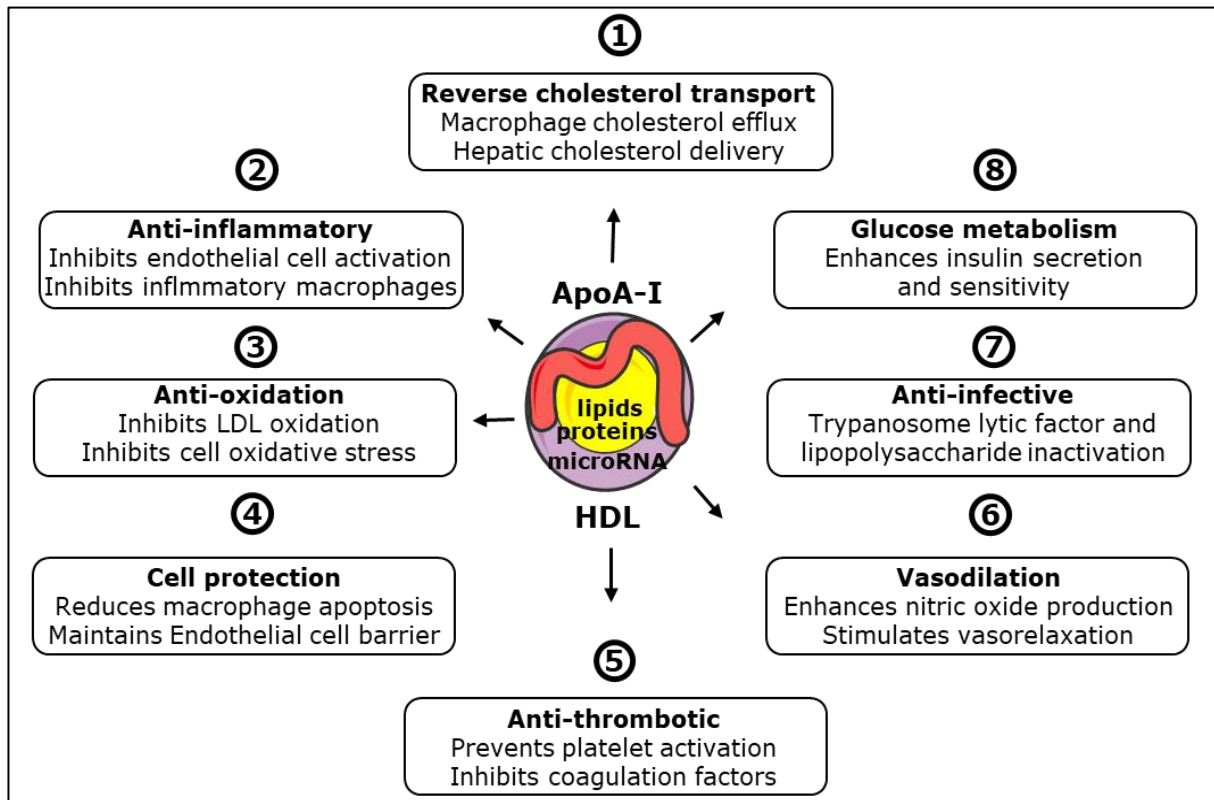 ①
Reverse cholesterol transport
Macrophage cholesterol efflux
Hepatic cholesterol delivery
②
Anti-inflammatory
Inhibits endothelial cell activation
Inhibits inflmmatory macrophages
③
Anti-oxidation
Inhibits LDL oxidation
Inhibits cell oxidative stress
④
Cell protection
Reduces macrophage apoptosis
Maintains Endothelial cell barrier
ApoA-I
lipids
proteins
microRNA
HDL
⑤
Anti-thrombotic
Prevents platelet activation
Inhibits coagulation factors
⑧
Glucose metabolism
Enhances insulin secretion
and sensitivity
⑦
Anti-infective
Trypanosome lytic factor and
lipopolysaccharide inactivation
⑥
Vasodilation
Enhances nitric oxide production
Stimulates vasorelaxation